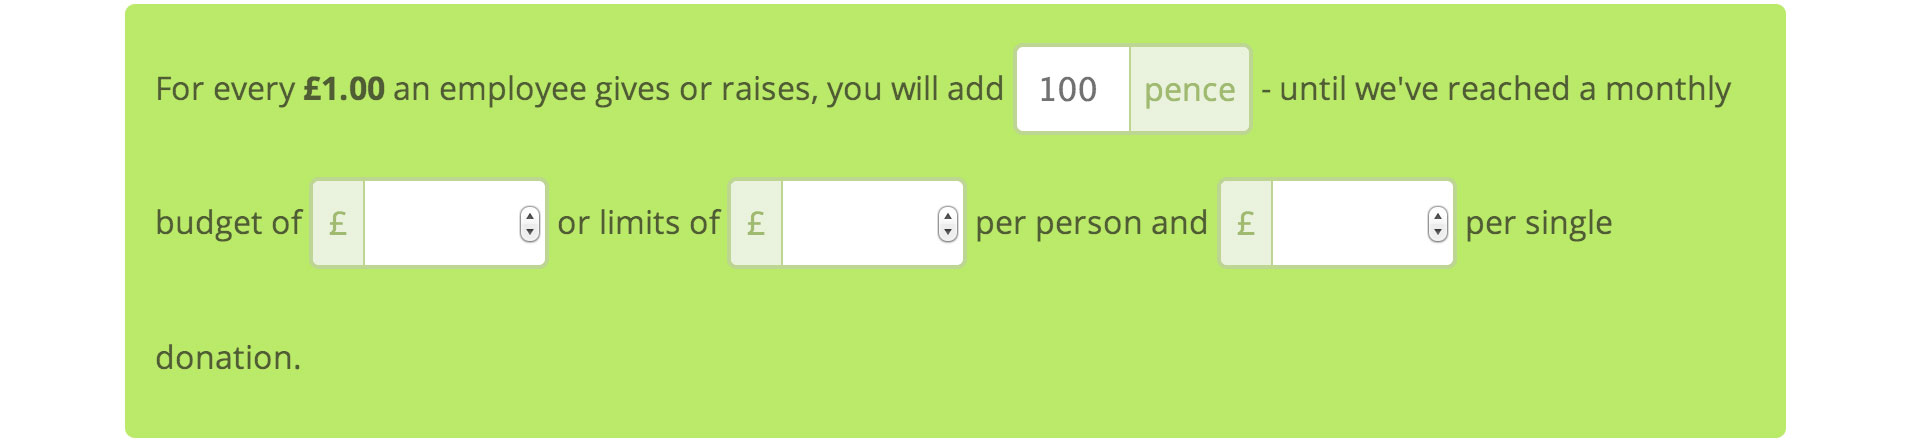 For every £1.00 an employee gives or raises, you will add 100 pence - until we've reached a monthly
budget of £ or limits of £ per person and £ per single
donation.